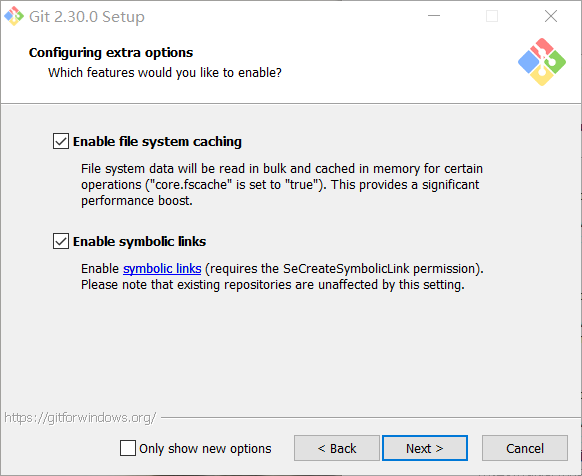 Git 2.30.0 Setup
Configuring extra options
Which features would you like to enable?
Enable file system caching
File system data will be read in bulk and cached in memory for certain
operations ("core.fscache" is set to "true"). This provides a significant
performance boost.
Enable symbolic links
Enable symbolic links (requires the SeCreateSymbolicLink permission).
Please note that existing repositories are unaffected by this setting.
https://gitforwindows.org/
Only show new options
< Back
Next >
Cancel